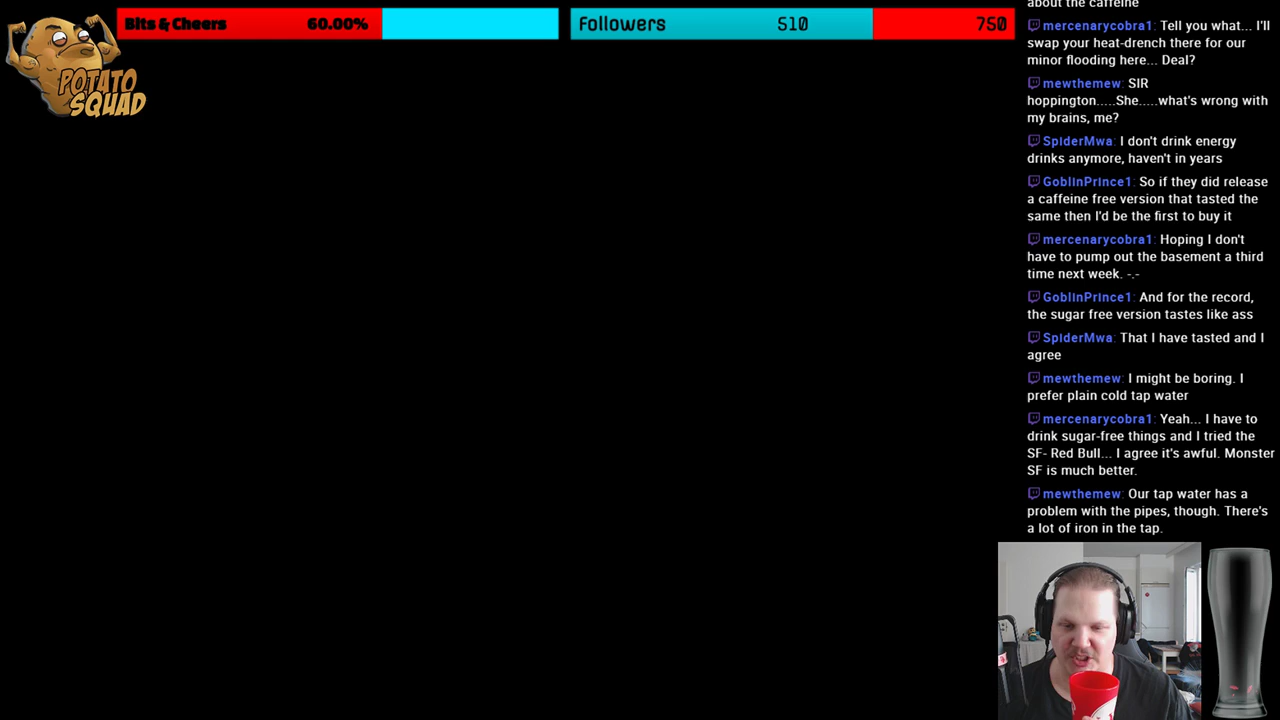 Bits & Cheers 60.00%
Followers 510 750
POTATO
SQUAD
about the caffeine
mercenarycobra1: Tell you what... I'll
swap your heat-drench there for our
minor flooding here... Deal?
mewthemew: SIR
hoppington.....She.....what's wrong with
my brains, me?
SpiderMwa: I don't drink energy
drinks anymore, haven't in years
GoblinPrince1: So if they did release
a caffeine free version that tasted the
same then I'd be the first to buy it
mercenarycobra1: Hoping I don't
have to pump out the basement a third
time next week. -.-
GoblinPrince1: And for the record,
the sugar free version tastes like ass
SpiderMwa: That I have tasted and I
agree
mewthemew: I might be boring. I
prefer plain cold tap water
mercenarycobra1: Yeah... I have to
drink sugar-free things and I tried the
SF- Red Bull... I agree it's awful. Monster
SF is much better.
mewthemew: Our tap water has a
problem with the pipes, though. There's
a lot of iron in the tap.